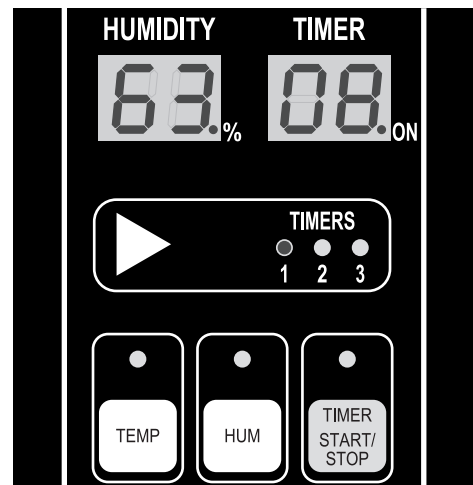 HUMIDITY TIMER
63.% 08.ON
TIMERS
1 2 3
TEMP HUM TIMER
START/
STOP